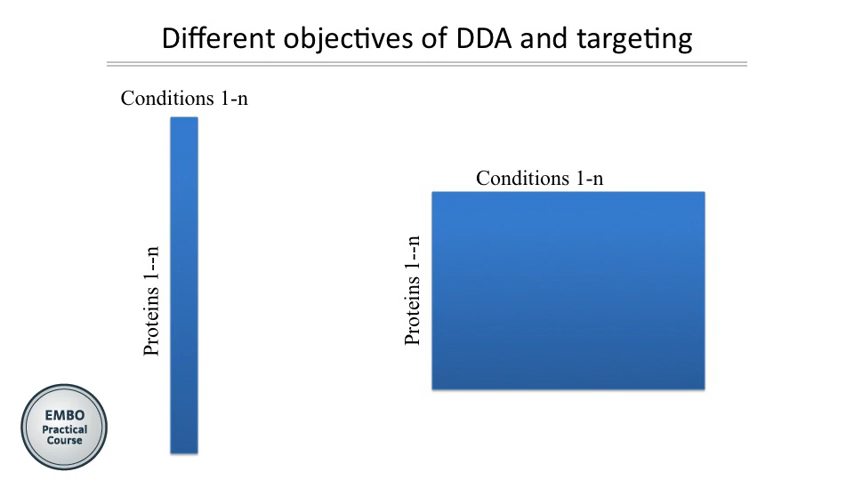 Different objectives of DDA and targeting
Conditions 1-n
Proteins 1--n
Conditions 1-n
Proteins 1--n
EMBO
Practical
Course